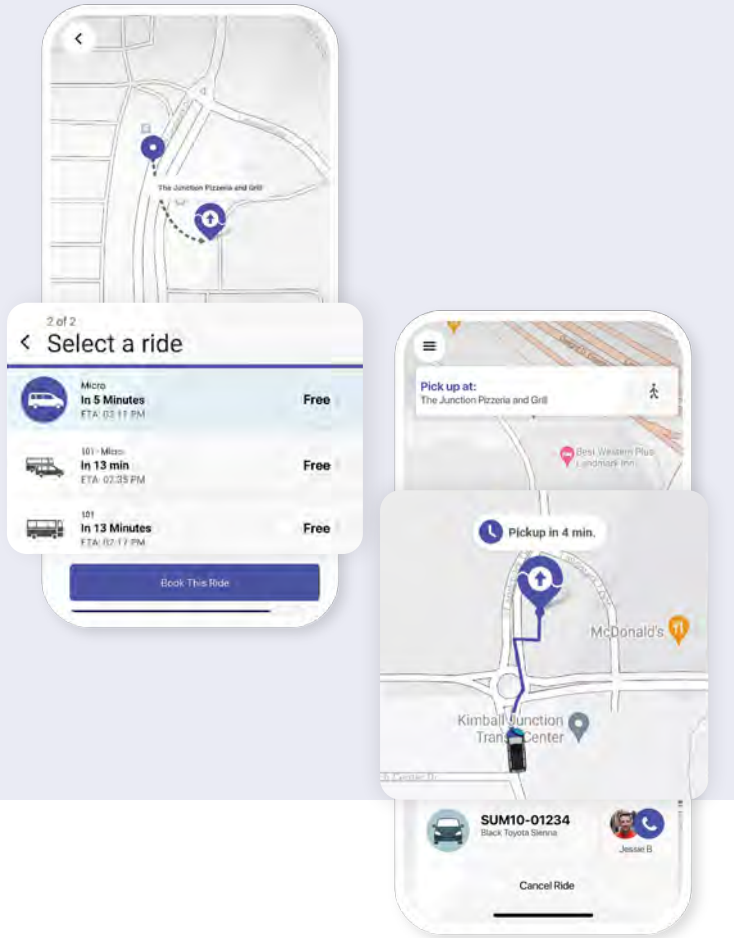 The Junction Pizzeria and Grill
2 of 2
Select a ride
Micro
In 5 Minutes
Free
ETA: 02:11 PM
101 - Micro
In 13 min
Free
ETA: 02:35 PM
101
In 13 Minutes
Free
ETA: 02:17 PM
Book This Ride
Pick up at:
The Junction Pizzeria and Grill
Best Western Plus
Landmark Inn
Pickup in 4 min.
McDonald's
Kimball Junction
Center
SUM10-01234
Black Toyota Sienna
Jessie B.
Cancel Ride